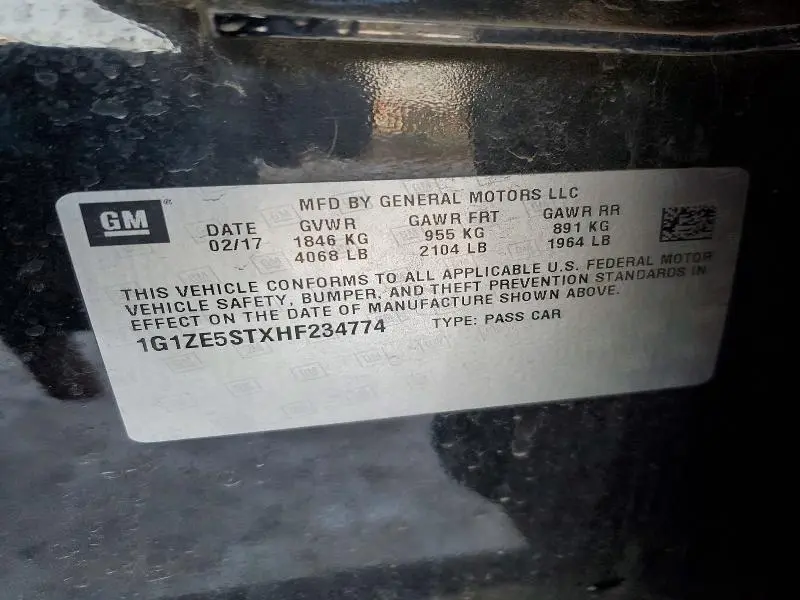 GM®
MFD BY GENERAL MOTORS LLC
DATE GVWR GAWR FRT GAWR RR
02/17 1846 KG 955 KG 891 KG
4068 LB 2104 LB 1964 LB
THIS VEHICLE CONFORMS TO ALL APPLICABLE U.S. FEDERAL MOTOR
VEHICLE SAFETY, BUMPER, AND THEFT PREVENTION STANDARDS IN
EFFECT ON THE DATE OF MANUFACTURE SHOWN ABOVE.
1G1ZE5STXHF234774 TYPE: PASS CAR